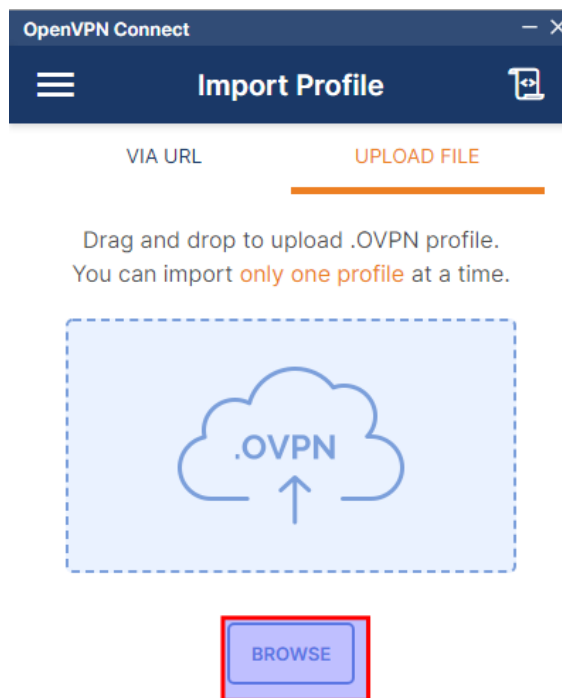 OpenVPN Connect
Import Profile
VIA URL
UPLOAD FILE
Drag and drop to upload .OVPN profile.
You can import only one profile at a time.
.OVPN
BROWSE